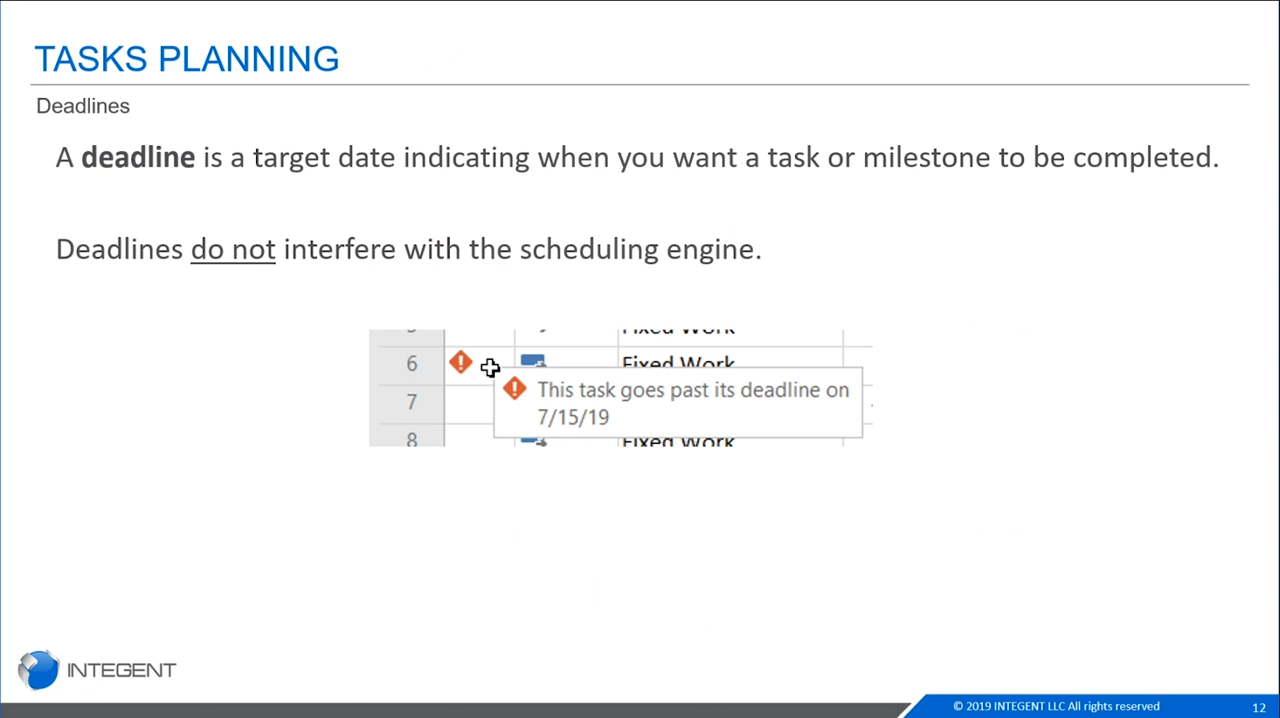 TASKS PLANNING
Deadlines
A deadline is a target date indicating when you want a task or milestone to be completed.
Deadlines do not interfere with the scheduling engine.
Fixed Work
6 Fixed Work
This task goes past its deadline on
7 7/15/19
8 Fixed Work
INTEGENT
© 2019 INTEGENT LLC All rights reserved 12